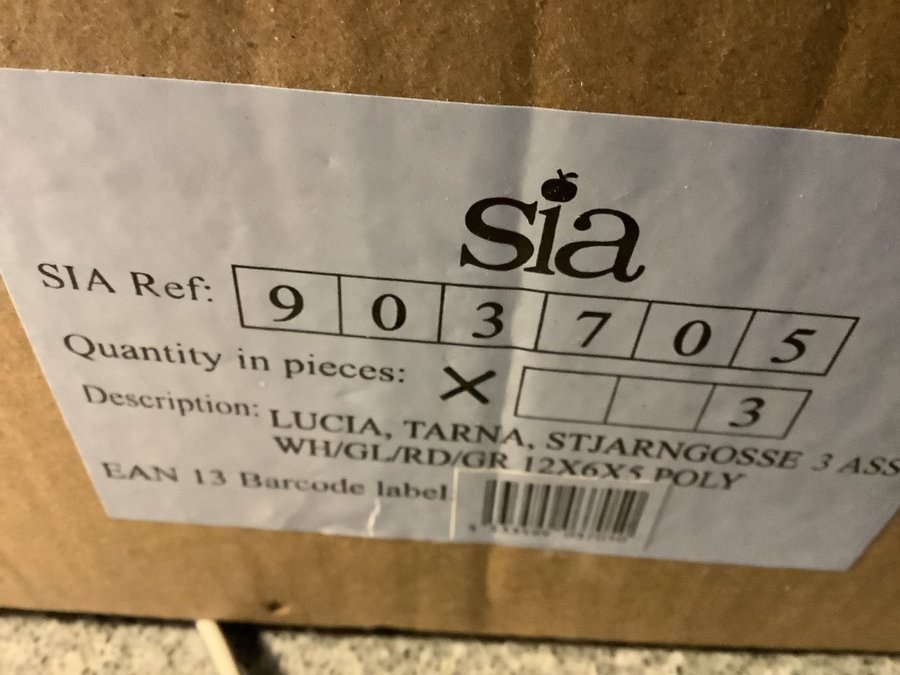 sia
SIA Ref: 9 0 3 7 0 5
Quantity in pieces: X 3
Description: LUCIA, TARNA, STJARNGOSSE 3 ASS
WH/GL/RD/GR 12X6X5 POLY
EAN 13 Barcode label